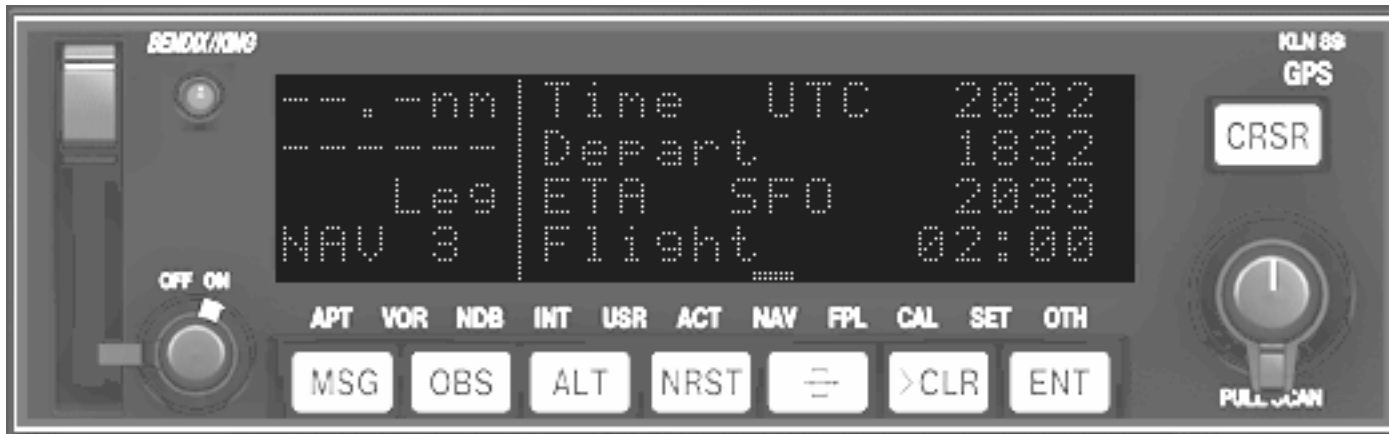 BENDIX/KING
KLN 89
GPS
--.-nm Time UTC 2032
------ Depart 1832
Leg ETA SFO 2033
NAV 3 Flight 02:00
CRSR
OFF ON
APT VOR NDB INT USR ACT NAV FPL CAL SET OTH
MSG OBS ALT NRST >CLR ENT
PULL SCAN